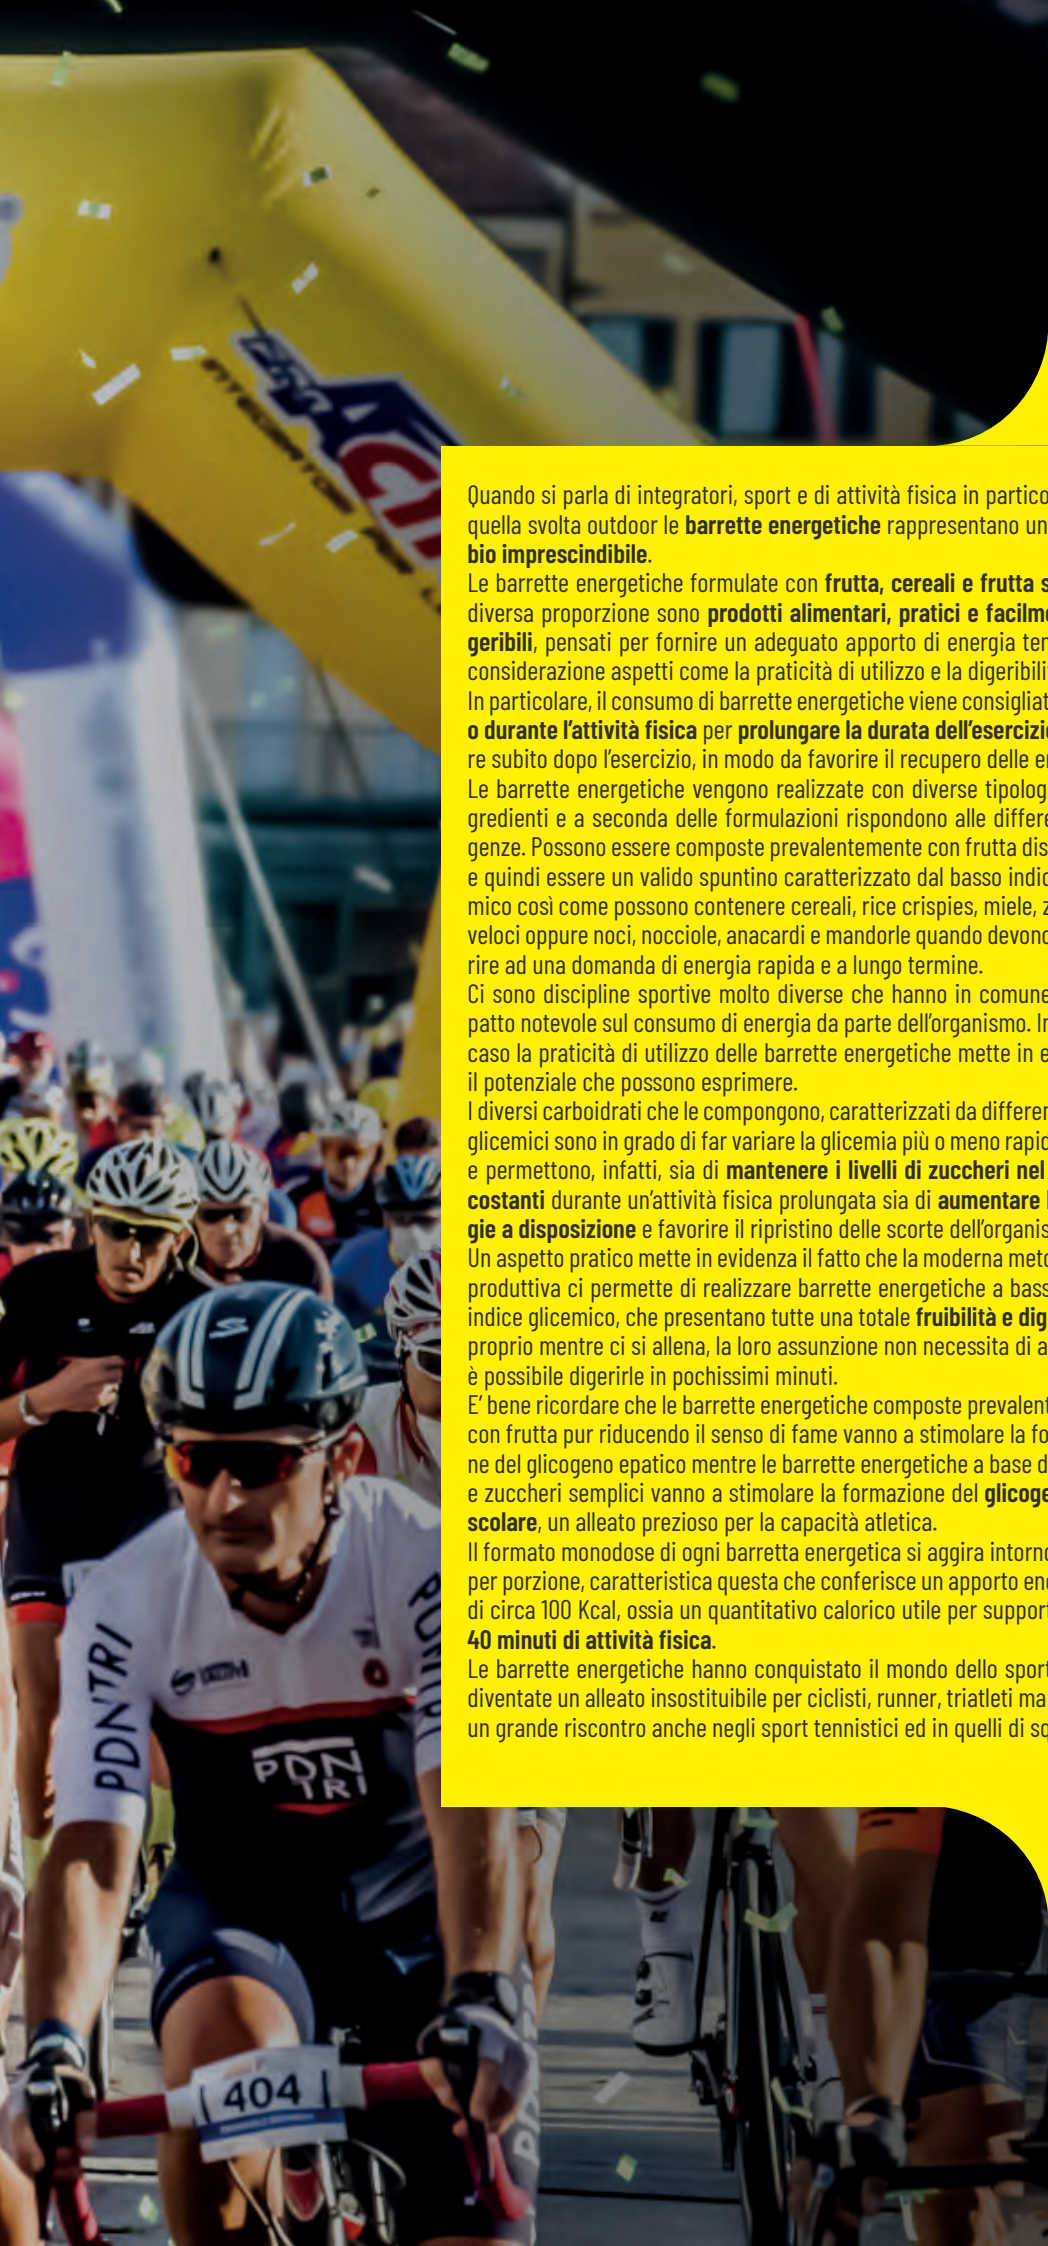 Quando si parla di integratori, sport e di attività fisica in partico
quella svolta outdoor le barrette energetiche rappresentano un
bio imprescindibile.
Le barrette energetiche formulate con frutta, cereali e frutta s
diversa proporzione sono prodotti alimentari, pratici e facilme
geribili, pensati per fornire un adeguato apporto di energia ten
considerazione aspetti come la praticità di utilizzo e la digeribili
In particolare, il consumo di barrette energetiche viene consigliat
o durante l’attività fisica per prolungare la durata dell’esercizi
re subito dopo l’esercizio, in modo da favorire il recupero delle e
Le barrette energetiche vengono realizzate con diverse tipolog
gredienti e a seconda delle formulazioni rispondono alle differe
genze. Possono essere composte prevalentemente con frutta dis
e quindi essere un valido spuntino caratterizzato dal basso indic
mico così come possono contenere cereali, rice crispies, miele, z
veloci oppure noci, nocciole, anacardi e mandorle quando devono
rire ad una domanda di energia rapida e a lungo termine.
Ci sono discipline sportive molto diverse che hanno in comune
patto notevole sul consumo di energia da parte dell’organismo. In
caso la praticità di utilizzo delle barrette energetiche mette in e
il potenziale che possono esprimere.
I diversi carboidrati che le compongono, caratterizzati da differen
glicemici sono in grado di far variare la glicemia più o meno rapid
e permettono, infatti, sia di mantenere i livelli di zuccheri nel
costanti durante un’attività fisica prolungata sia di aumentare l
gie a disposizione e favorire il ripristino delle scorte dell’organis
Un aspetto pratico mette in evidenza il fatto che la moderna meto
produttiva ci permette di realizzare barrette energetiche a bass
indice glicemico, che presentano tutte una totale fruibilità e dig
proprio mentre ci si allena, la loro assunzione non necessita di a
è possibile digerirle in pochissimi minuti.
E’ bene ricordare che le barrette energetiche composte prevalent
con frutta pur riducendo il senso di fame vanno a stimolare la fo
ne del glicogeno epatico mentre le barrette energetiche a base d
e zuccheri semplici vanno a stimolare la formazione del glicoge
scolare, un alleato prezioso per la capacità atletica.
Il formato monodose di ogni barretta energetica si aggira intorno
per porzione, caratteristica questa che conferisce un apporto ene
di circa 100 Kcal, ossia un quantitativo calorico utile per support
40 minuti di attività fisica.
Le barrette energetiche hanno conquistato il mondo dello sport
diventate un alleato insostituibile per ciclisti, runner, triatleti ma
un grande riscontro anche negli sport tennistici ed in quelli di sq
PDNTRI
PDNTRI
PDN
TRI
404